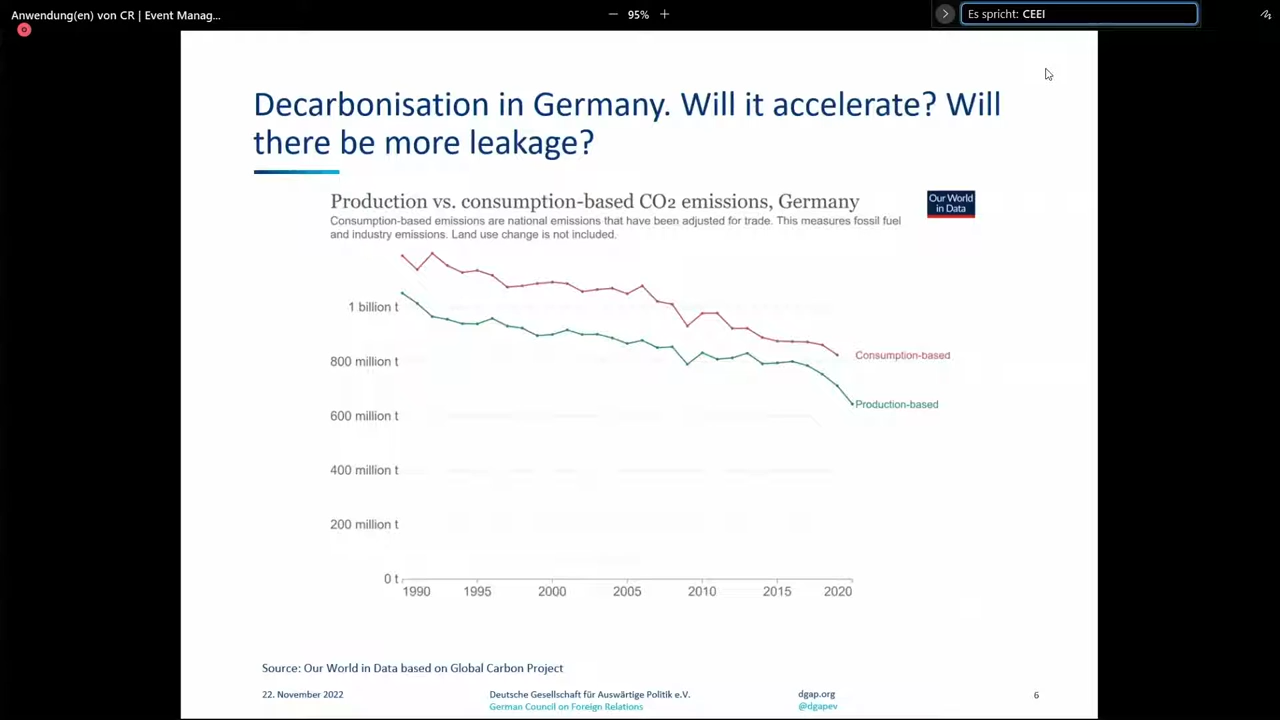 Anwendung(en) von CR | Event Manag...
95%
Es spricht: CEEI
Decarbonisation in Germany. Will it accelerate? Will
there be more leakage?
Production vs. consumption-based CO2 emissions, Germany
Our World
in Data
Consumption-based emissions are national emissions that have been adjusted for trade. This measures fossil fuel
and industry emissions. Land use change is not included.
1 billion t
800 million t
600 million t
400 million t
200 million t
0 t
Consumption-based
Production-based
1990 1995 2000 2005 2010 2015 2020
Source: Our World in Data based on Global Carbon Project
22. November 2022
Deutsche Gesellschaft für Auswärtige Politik e.V.
German Council on Foreign Relations
dgap.org
@dgapev
6